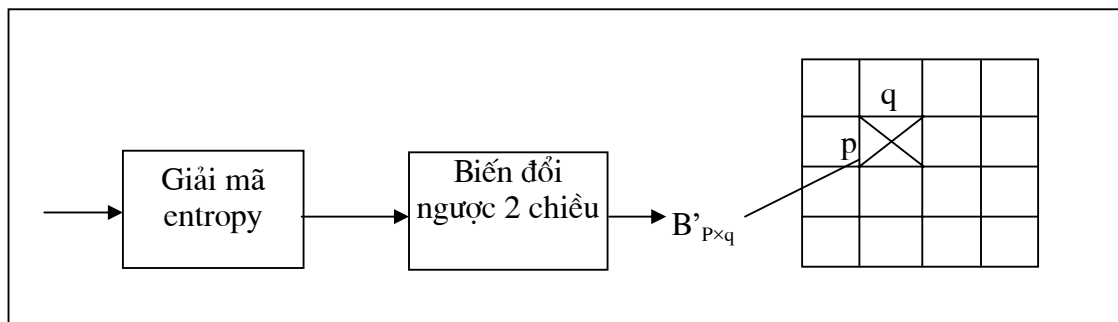 Giải mã
entropy
Biến đổi
ngược 2 chiều
B’P×q
q
p